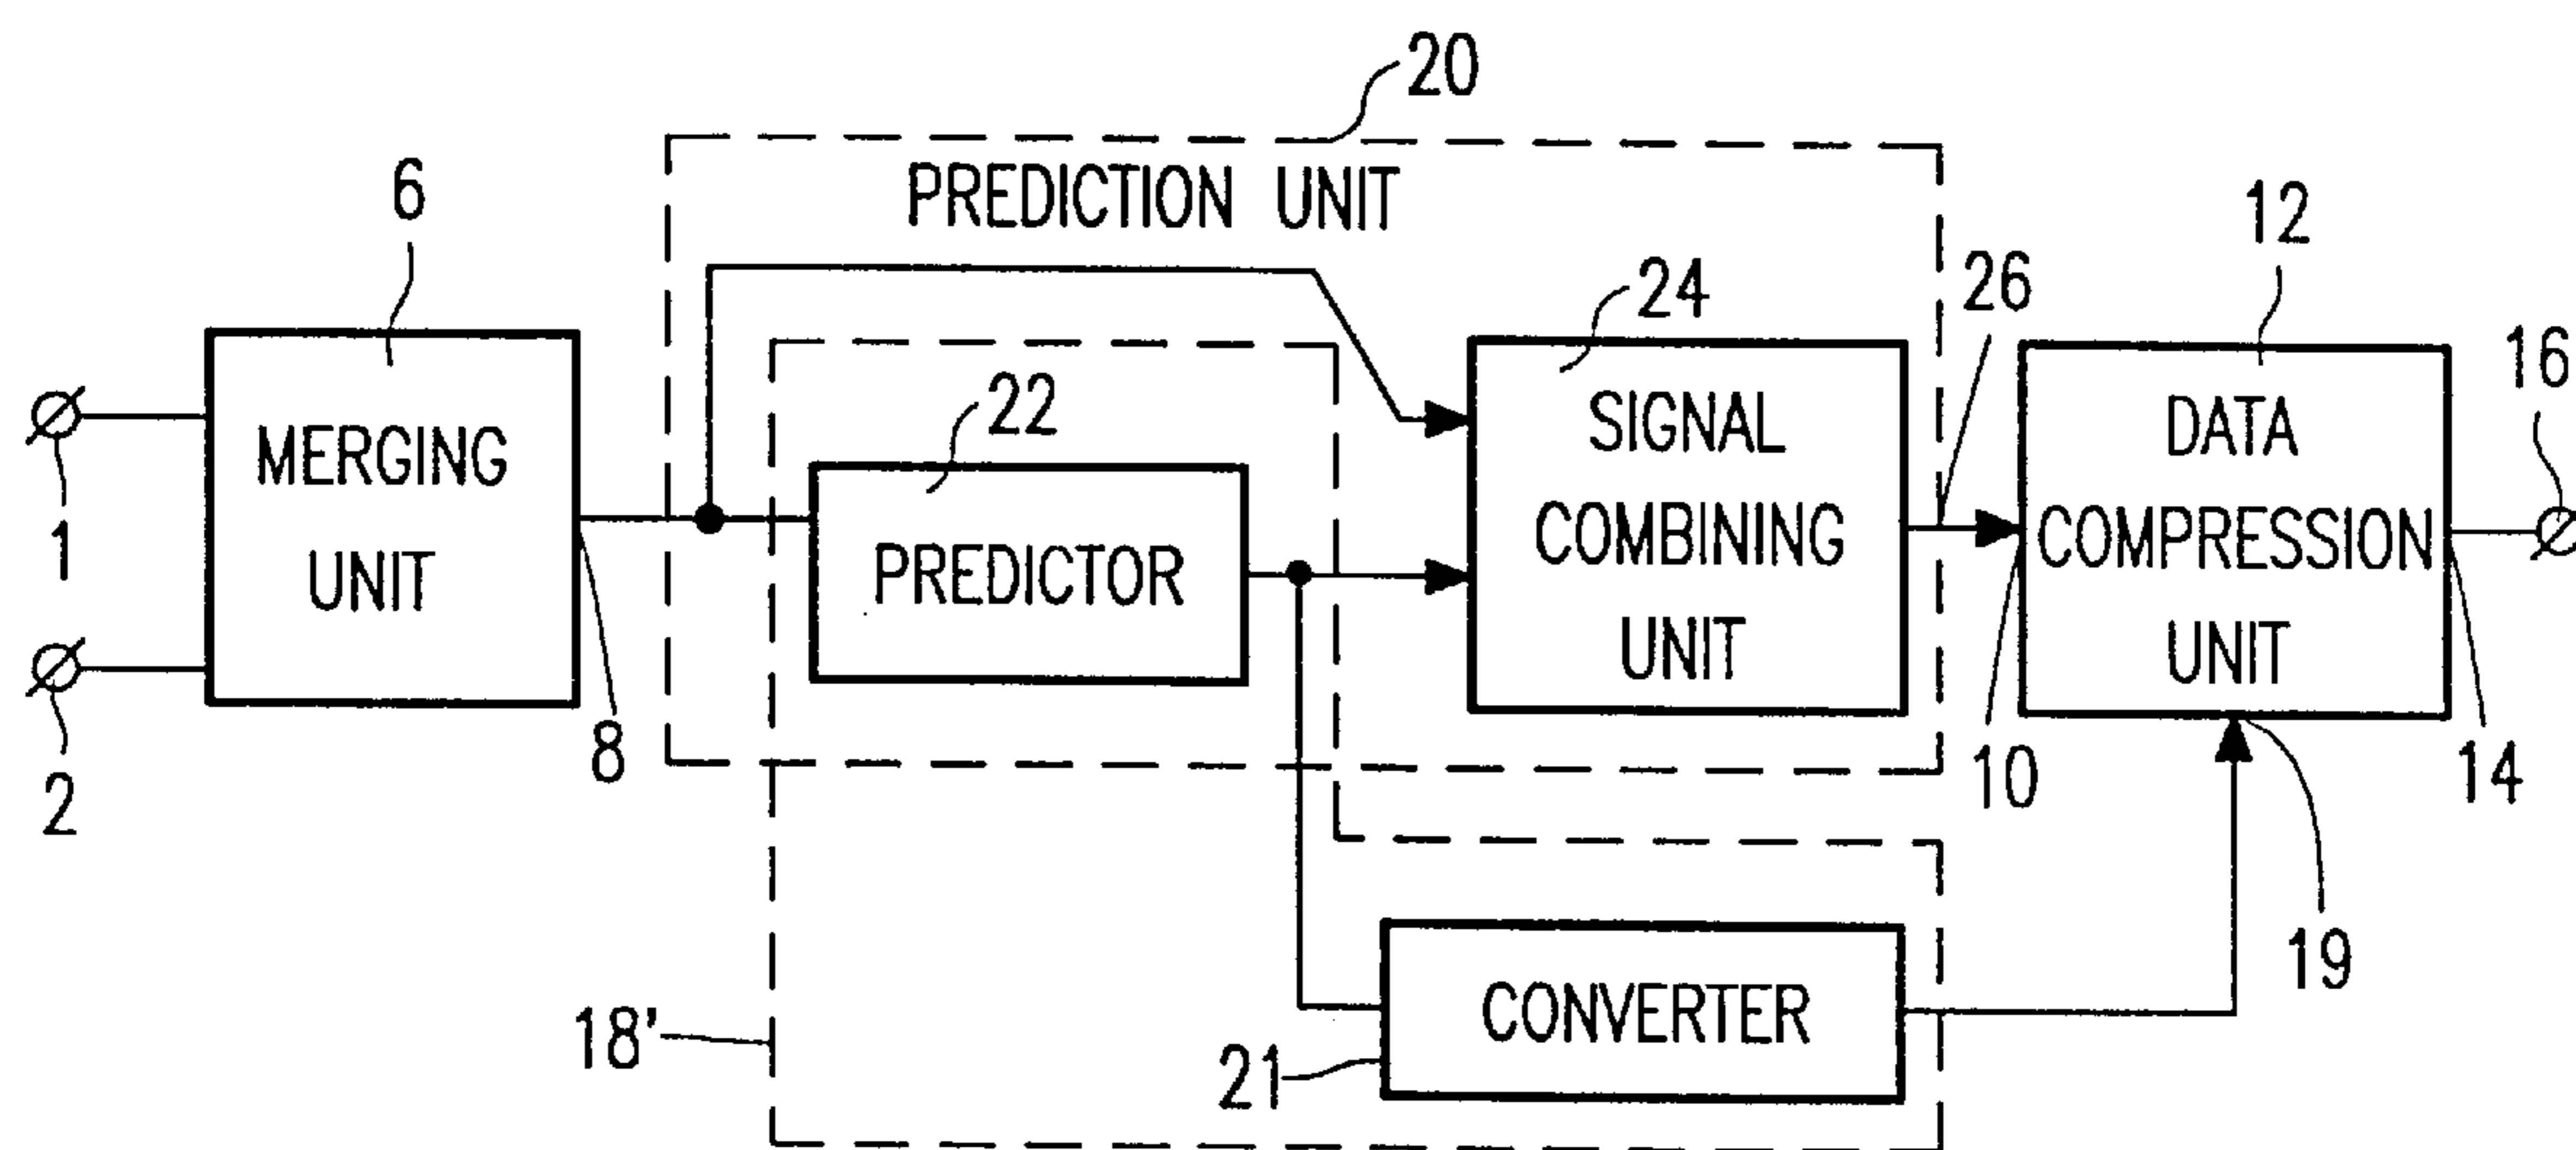 20
PREDICTION UNIT
6
12
24
26
16
22
MERGING
UNIT
SIGNAL
COMBINING
UNIT
DATA
COMPRESSION
UNIT
PREDICTOR
1
2
8
10
14
19
18'
21
CONVERTER